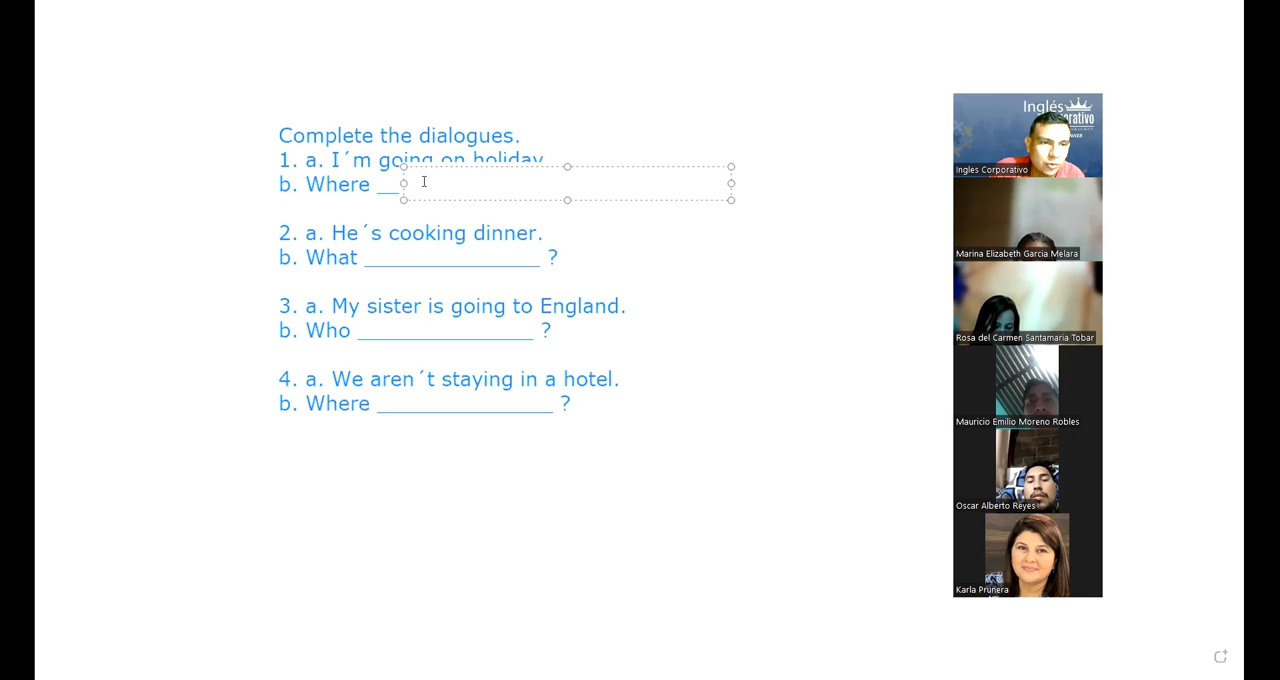 Complete the dialogues.
1. a. I´m going on holiday
b. Where __
2. a. He´s cooking dinner.
b. What ________________ ?
3. a. My sister is going to England.
b. Who ________________ ?
4. a. We aren´t staying in a hotel.
b. Where ________________ ?
Inglés
Ingles Corporativo
Marina Elizabeth Garcia Melara
Rosa del Carmen Santamaria Tobar
Mauricio Emilio Moreno Robles
Oscar Alberto Reyes
Karla Prunera